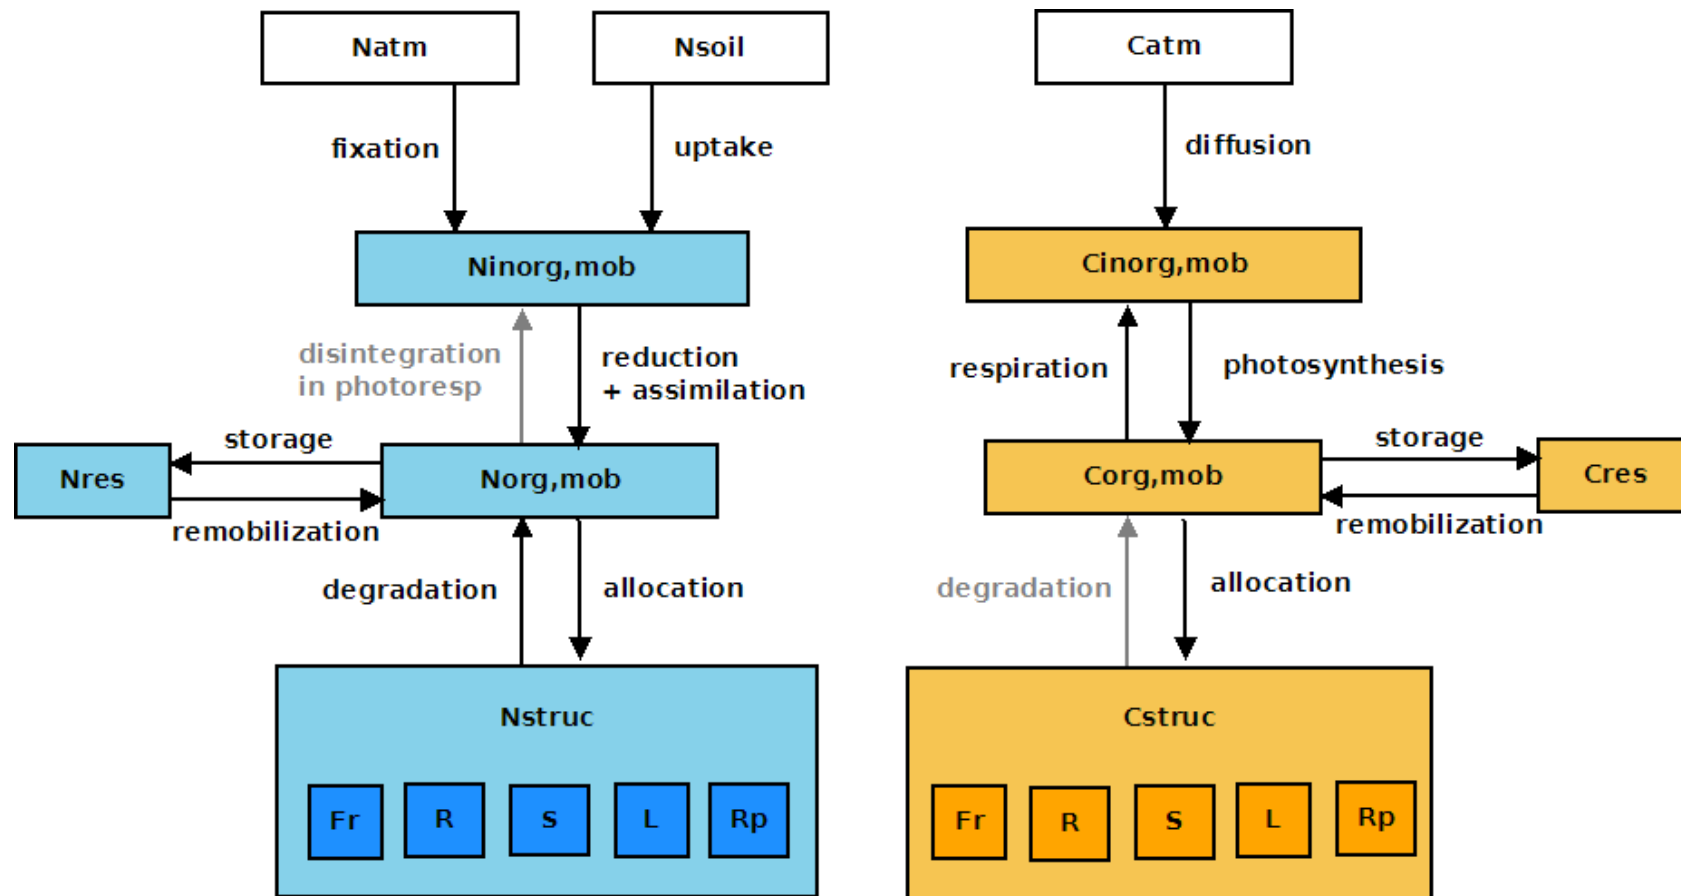 Natm
Nsoil
Catm
fixation
uptake
diffusion
Ninorg,mob
Cinorg,mob
disintegration
in photoresp
reduction
+ assimilation
respiration
photosynthesis
storage
storage
Nres
Norg,mob
Corg,mob
Cres
remobilization
remobilization
degradation
allocation
degradation
allocation
Nstruc
Cstruc
Fr R S L Rp
Fr R S L Rp